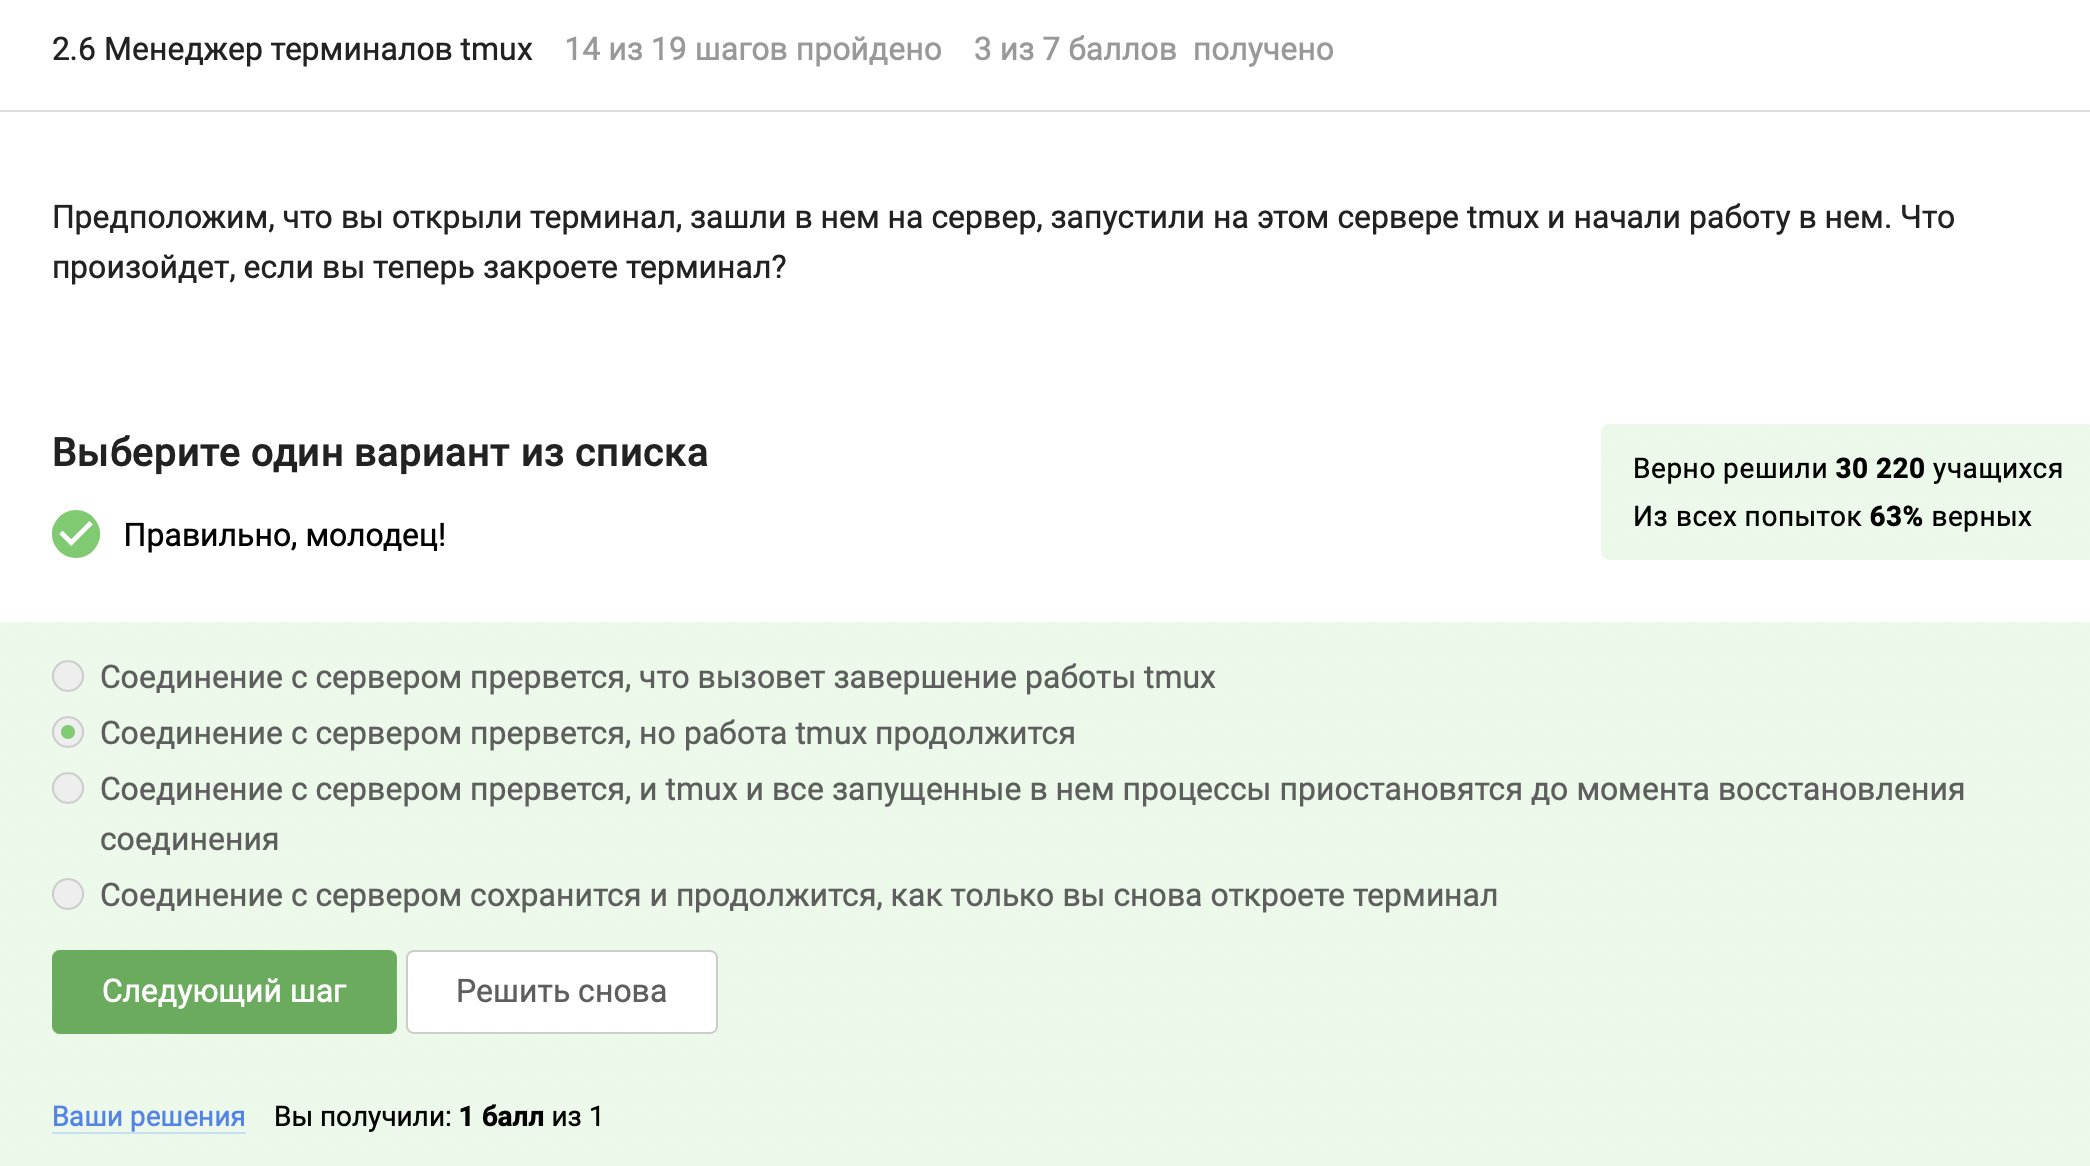 2.6 Менеджер терминалов tmux 14 из 19 шагов пройдено 3 из 7 баллов получено
Предположим, что вы открыли терминал, зашли в нем на сервер, запустили на этом сервере tmux и начали работу в нем. Что
произойдет, если вы теперь закроете терминал?
Выберите один вариант из списка
Верно решили 30 220 учащихся
Из всех попыток 63% верных
Правильно, молодец!
Соединение с сервером прервется, что вызовет завершение работы tmux
Соединение с сервером прервется, но работа tmux продолжится
Соединение с сервером прервется, и tmux и все запущенные в нем процессы приостановятся до момента восстановления
соединения
Соединение с сервером сохранится и продолжится, как только вы снова откроете терминал
Следующий шаг Решить снова
Ваши решения Вы получили: 1 балл из 1